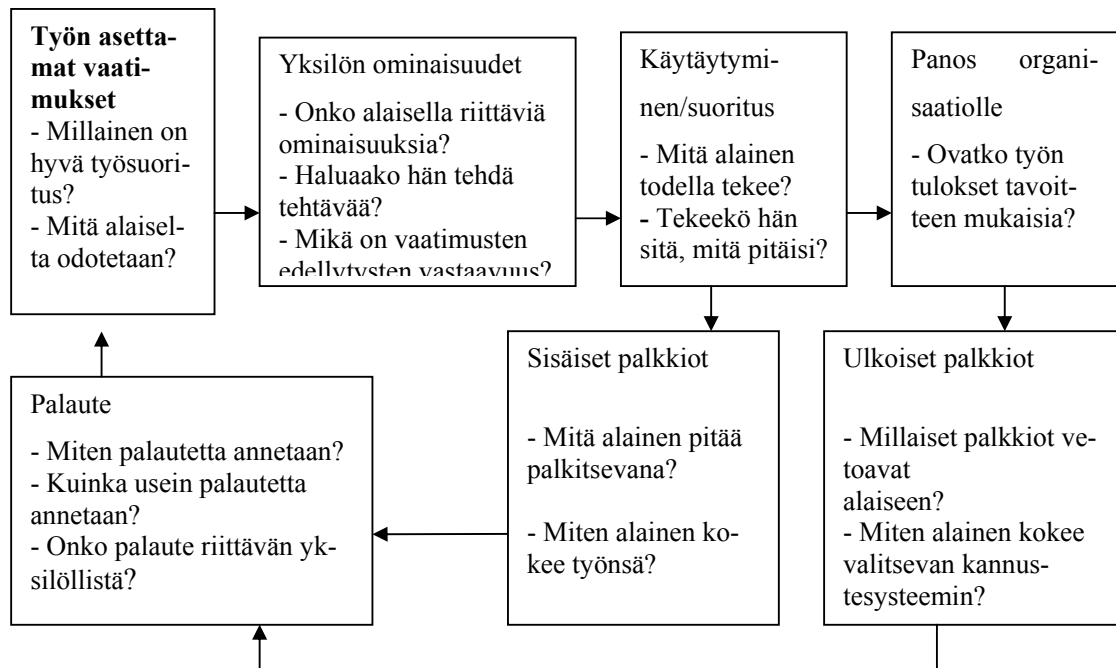 Työn asetta-
mat vaati-
mukset
- Millainen on
hyvä työsuori-
tus?
- Mitä alaisel-
ta odotetaan?
Yksilön ominaisuudet
- Onko alaisella riittäviä
ominaisuuksia?
- Haluaako hän tehdä
tehtävää?
- Mikä on vaatimusten
edellytysten vastaavuus?
Käytäytymi-
nen/suoritus
- Mitä alainen
todella tekee?
- Tekeekö hän
sitä, mitä pitäisi?
Panos organi-
saatiolle
- Ovatko työn
tulokset tavoit-
teen mukaisia?
Palaute
- Miten palautetta annetaan?
- Kuinka usein palautetta
annetaan?
- Onko palaute riittävän yk-
silöllistä?
Sisäiset palkkiot
- Mitä alainen pitää
palkitsevana?
- Miten alainen ko-
kee työnsä?
Ulkoiset palkkiot
- Millaiset palkkiot ve-
toavat
alaiseen?
- Miten alainen kokee
valitsevan kannus-
tesysteemin?